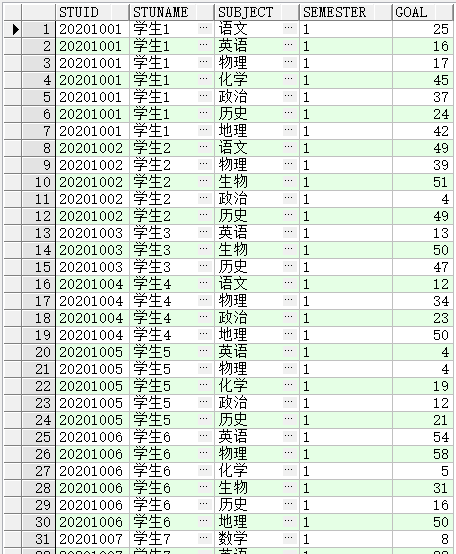 STUID STUNAME SUBJECT SEMESTER GOAL
1 20201001 学生1 语文 1 25
2 20201001 学生1 英语 1 16
3 20201001 学生1 物理 1 17
4 20201001 学生1 化学 1 45
5 20201001 学生1 政治 1 37
6 20201001 学生1 历史 1 24
7 20201001 学生1 地理 1 42
8 20201002 学生2 语文 1 49
9 20201002 学生2 物理 1 39
10 20201002 学生2 生物 1 51
11 20201002 学生2 政治 1 4
12 20201002 学生2 历史 1 49
13 20201003 学生3 英语 1 13
14 20201003 学生3 生物 1 50
15 20201003 学生3 历史 1 47
16 20201004 学生4 语文 1 12
17 20201004 学生4 物理 1 34
18 20201004 学生4 政治 1 23
19 20201004 学生4 地理 1 50
20 20201005 学生5 英语 1 4
21 20201005 学生5 物理 1 4
22 20201005 学生5 化学 1 19
23 20201005 学生5 政治 1 12
24 20201005 学生5 历史 1 21
25 20201006 学生6 英语 1 54
26 20201006 学生6 物理 1 58
27 20201006 学生6 化学 1 5
28 20201006 学生6 生物 1 31
29 20201006 学生6 历史 1 16
30 20201006 学生6 地理 1 50
31 20201007 学生7 数学 1 8